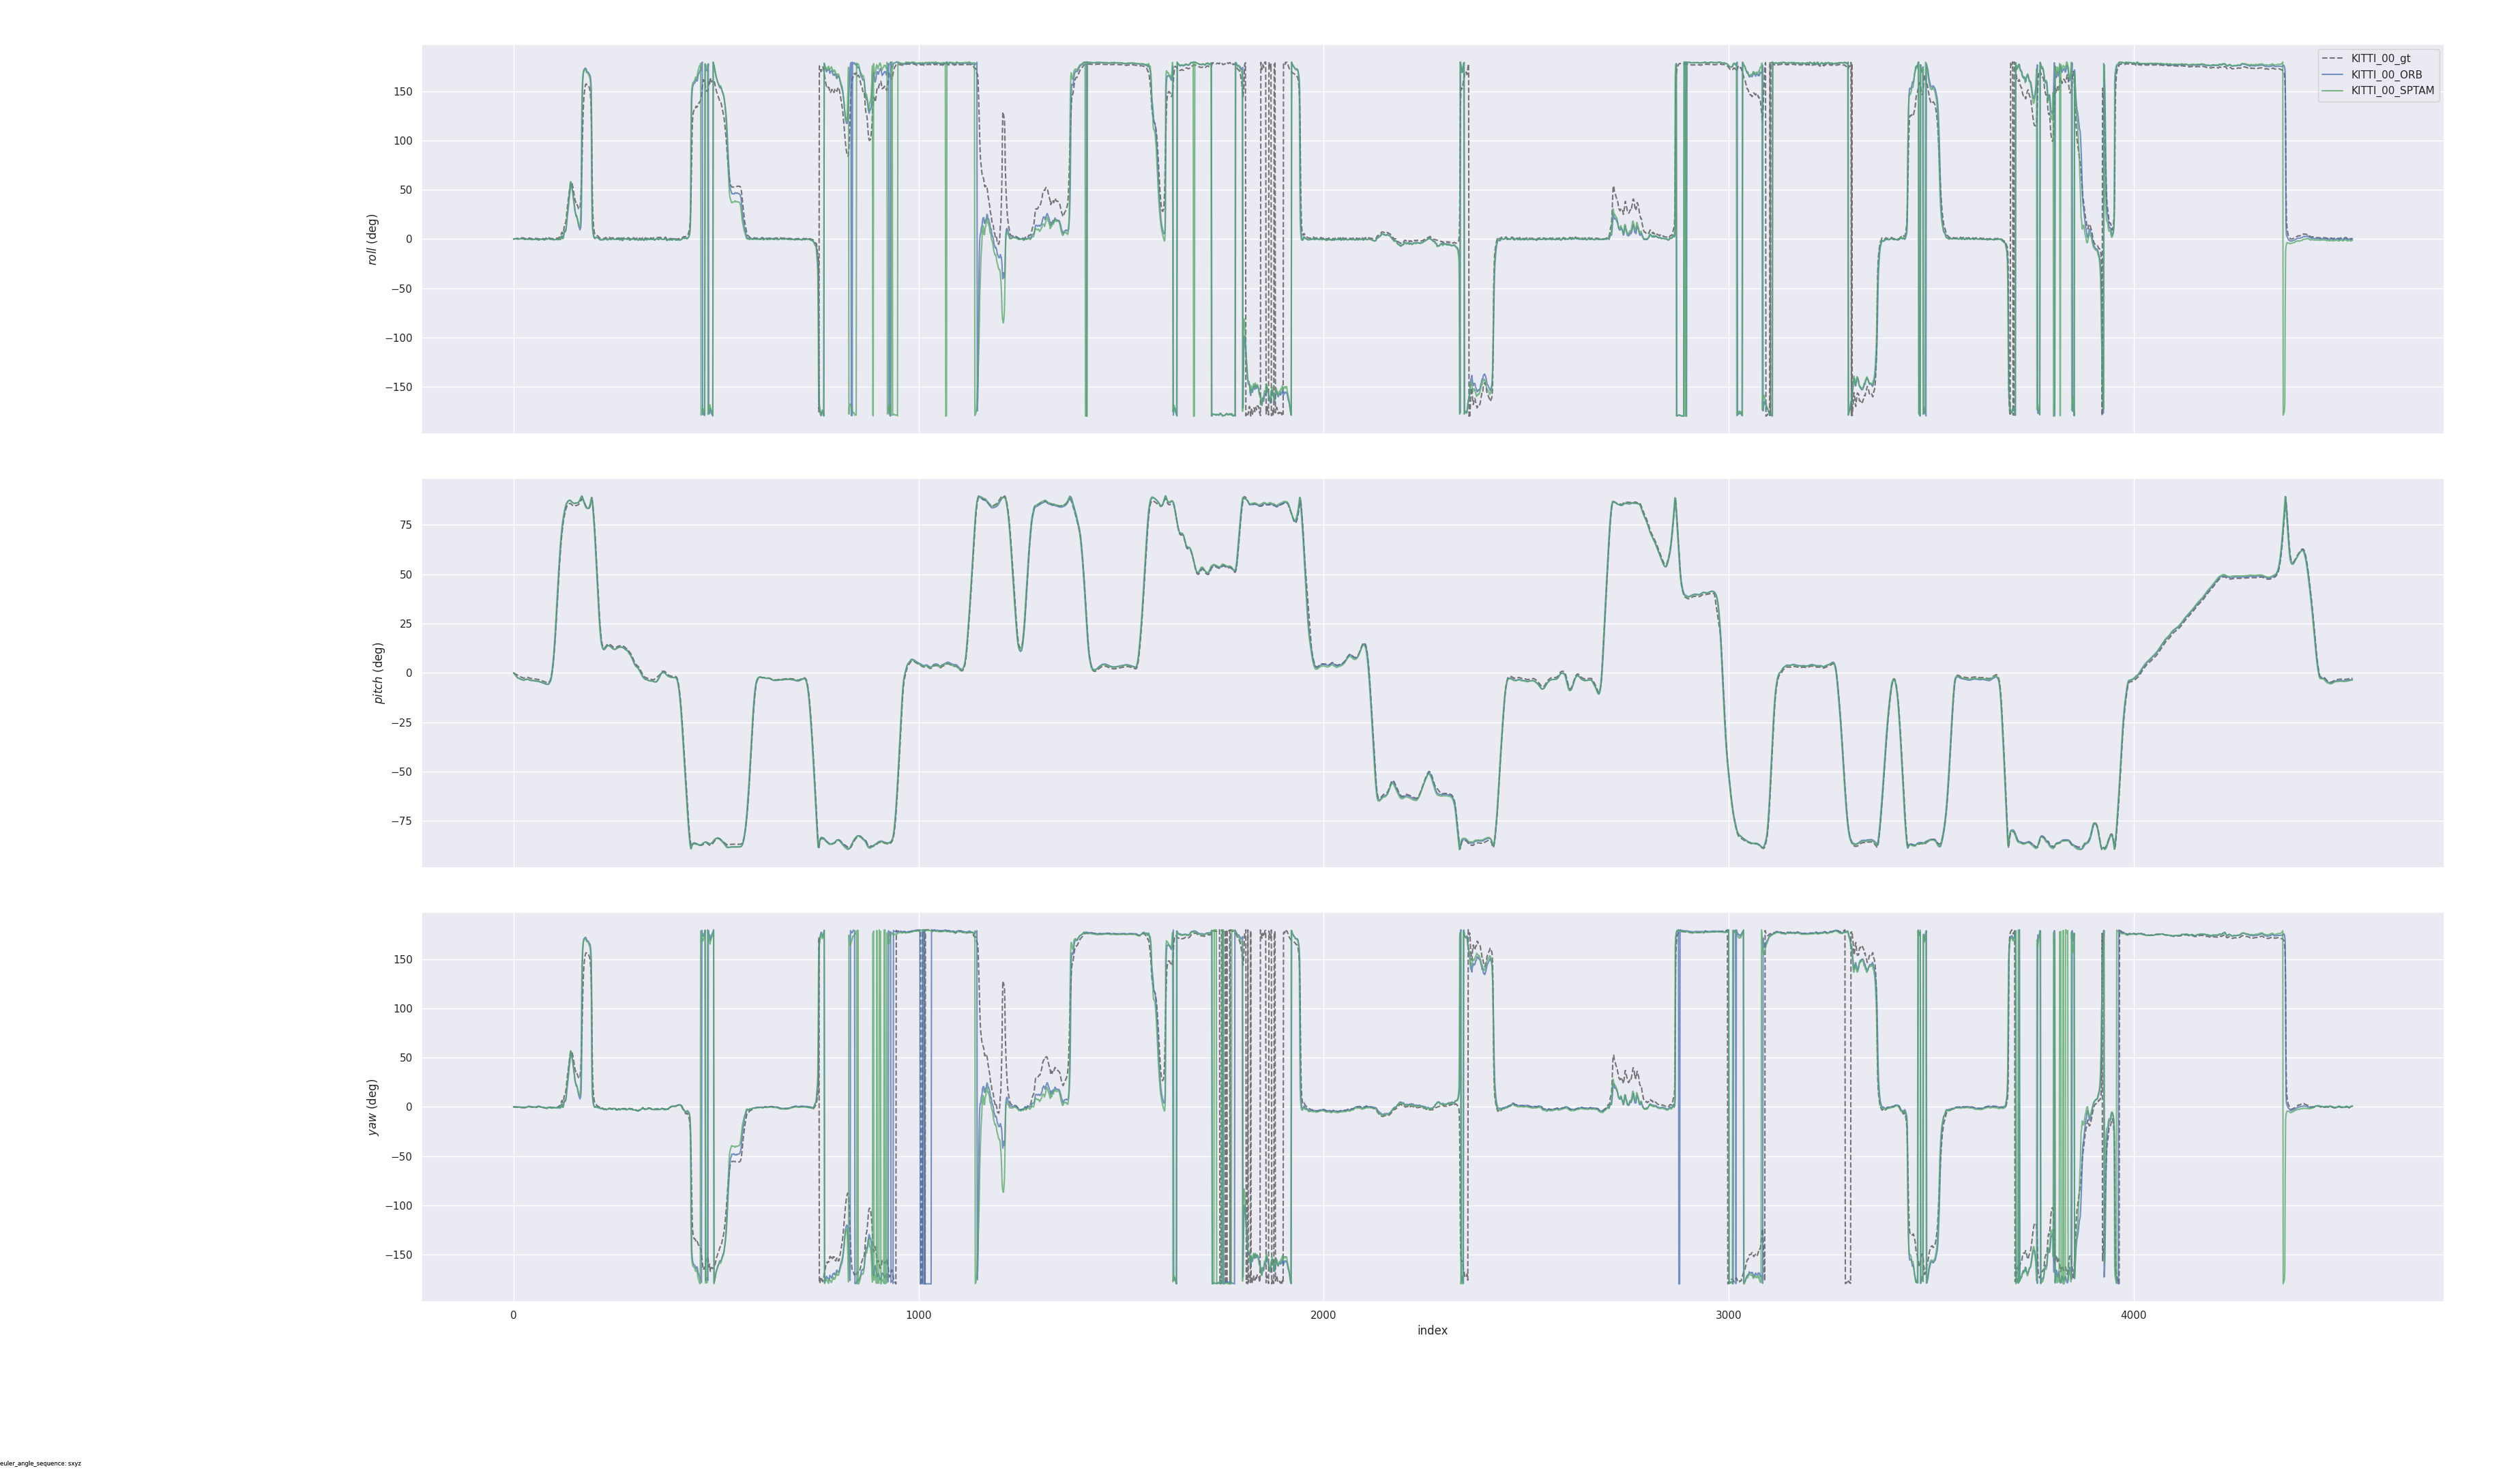 KITTI_00_gt
KITTI_00_ORB
KITTI_00_SPTAM
150
100
50
0
−50
−100
−150
roll (deg)
75
50
25
0
−25
−50
−75
pitch (deg)
150
100
50
0
−50
−100
−150
yaw (deg)
0 1000 2000 3000 4000
index
euler_angle_sequence: sxyz